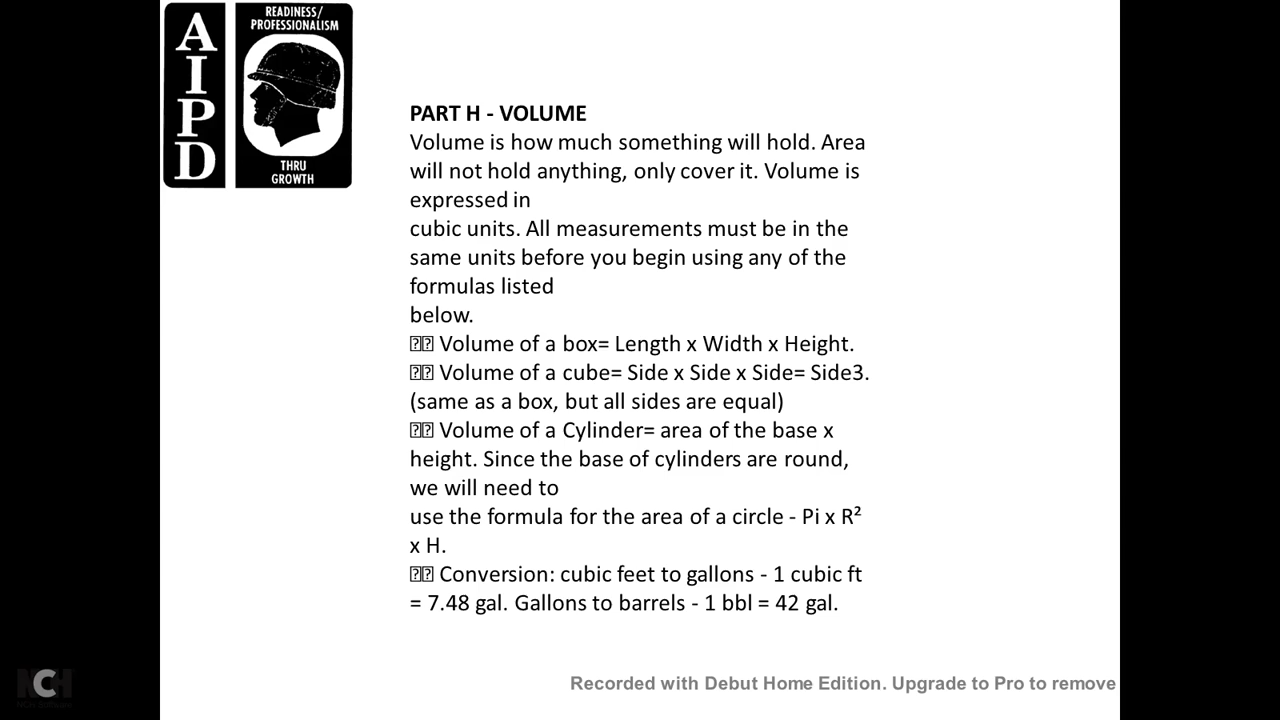 A
I
P
D
READINESS/
PROFESSIONALISM
THRU
GROWTH
PART H - VOLUME
Volume is how much something will hold. Area
will not hold anything, only cover it. Volume is
expressed in
cubic units. All measurements must be in the
same units before you begin using any of the
formulas listed
below.
⍰⍰ Volume of a box= Length x Width x Height.
⍰⍰ Volume of a cube= Side x Side x Side= Side3.
(same as a box, but all sides are equal)
⍰⍰ Volume of a Cylinder= area of the base x
height. Since the base of cylinders are round,
we will need to
use the formula for the area of a circle - Pi x R²
x H.
⍰⍰ Conversion: cubic feet to gallons - 1 cubic ft
= 7.48 gal. Gallons to barrels - 1 bbl = 42 gal.
NCH
NCH Software
Recorded with Debut Home Edition. Upgrade to Pro to remove